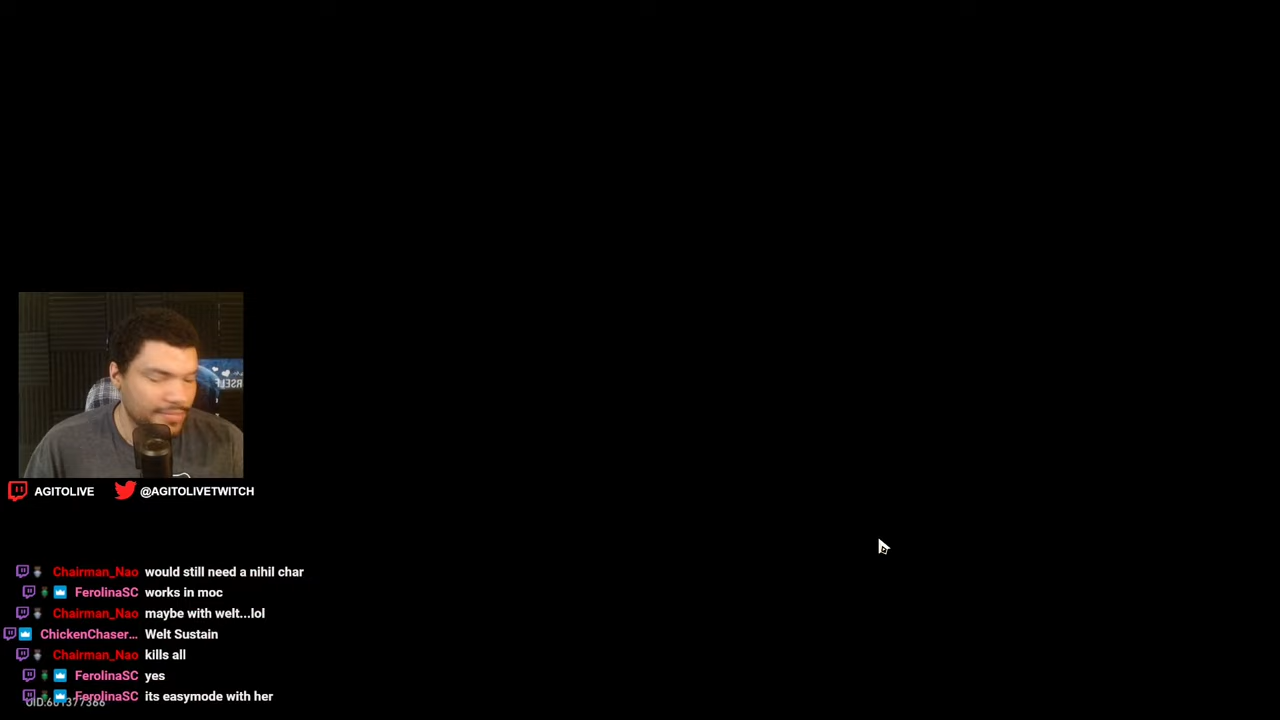 AGITOLIVE @AGITOLIVETWITCH
Chairman_Nao would still need a nihil char
FerolinaSC works in moc
Chairman_Nao maybe with welt...lol
ChickenChaser... Welt Sustain
Chairman_Nao kills all
FerolinaSC yes
FerolinaSC its easymode with her